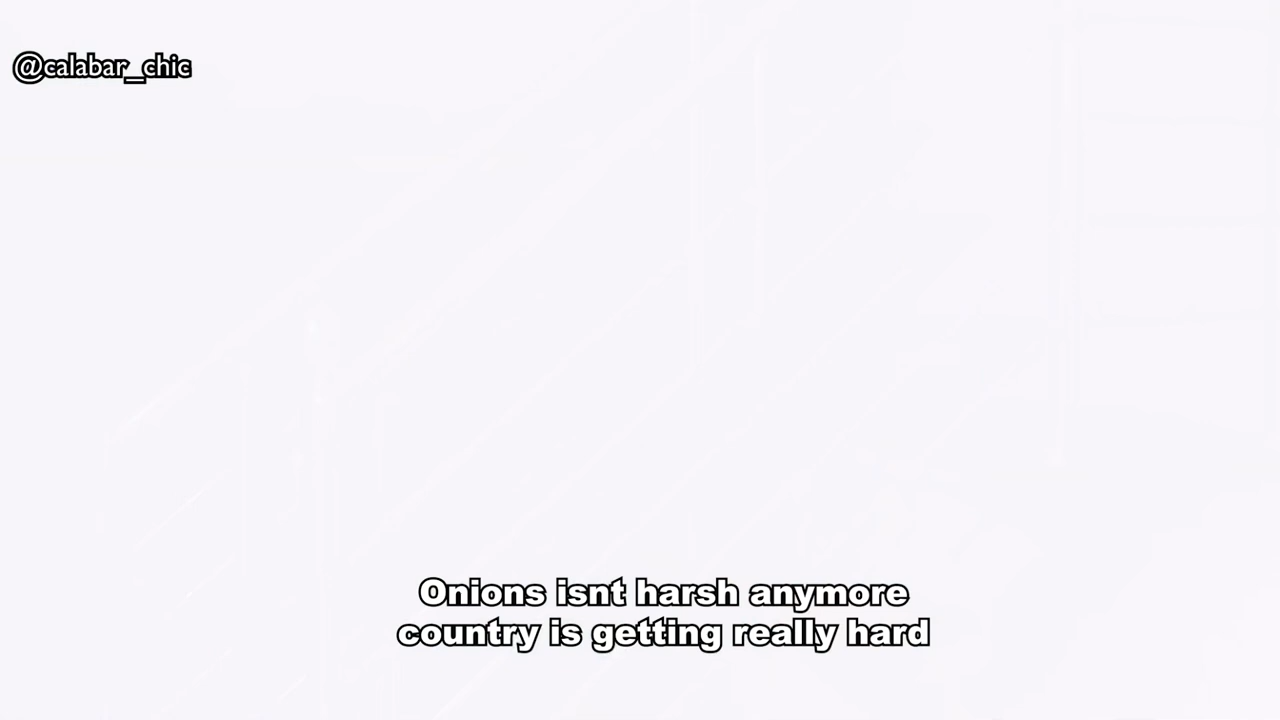 @calabar_chic
Onions isnt harsh anymore
country is getting really hard